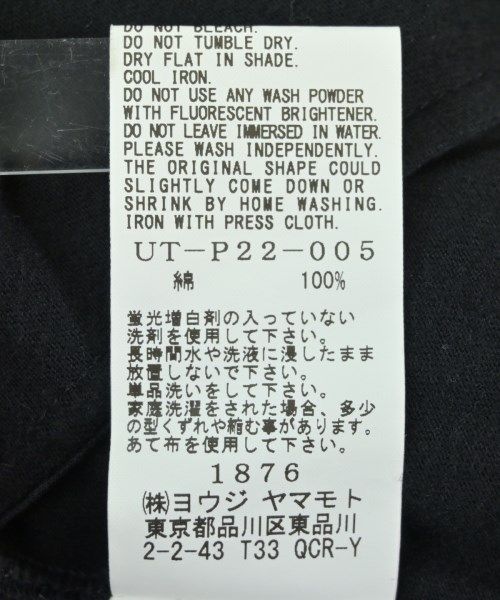 DO NOT BLEACH.
DO NOT TUMBLE DRY.
DRY FLAT IN SHADE.
COOL IRON.
DO NOT USE ANY WASH POWDER
WITH FLUORESCENT BRIGHTENER.
DO NOT LEAVE IMMERSED IN WATER.
PLEASE WASH INDEPENDENTLY.
THE ORIGINAL SHAPE COULD
SLIGHTLY COME DOWN OR
SHRINK BY HOME WASHING.
IRON WITH PRESS CLOTH.
UT-P22-005
綿 100%
蛍光増白剤の入っていない
洗剤を使用して下さい。
長時間水や洗液に浸したまま
放置しないで下さい。
単品洗いをして下さい。
家庭洗濯をされた場合、多少
の型くずれや縮む事があります。
あて布を使用して下さい。
1876
㈱ヨウジ ヤマモト
東京都品川区東品川
2-2-43 T33 QCR-Y